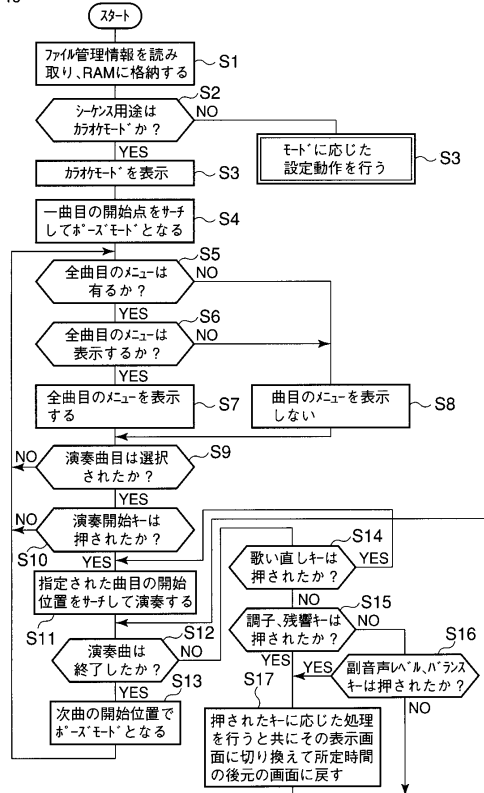 スタート
ファイル管理情報を読み
取り、RAMに格納する
S1
S2
シーケンス用途は
カラオケモードか？
NO
YES
カラオケモードを表示
S3
モードに応じた
設定動作を行う
S3
一曲目の開始点をサーチ
してポーズモードとなる
S4
S5
全曲目のメニューは
有るか？
NO
YES
S6
全曲目のメニューは
表示するか？
NO
YES
全曲目のメニューを表示
する
S7
曲目のメニューを表示
しない
S8
S9
NO
演奏曲目は選択
されたか？
YES
NO
演奏開始キーは
押されたか？
S10
YES
指定された曲目の開始
位置をサーチして演奏する
S11
S12
演奏曲は
終了したか？
NO
YES
S13
次曲の開始位置で
ポーズモードとなる
S14
歌い直しキーは
押されたか？
YES
NO
S15
調子、残響キーは
押されたか？
NO
YES
S16
副音声レベル、バランス
キーは押されたか？
YES
NO
S17
押されたキーに応じた処理
を行うと共にその表示画
面に切り換えて所定時間
の後元の画面に戻す